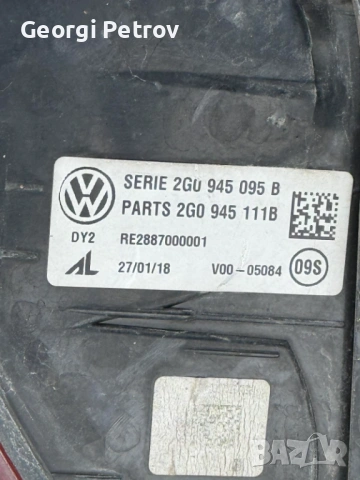 Georgi Petrov
SERIE 2G0 945 095 B
PARTS 2G0 945 111B
DY2 RE2887000001
AL 27/01/18 V00-05084 09S
BAZAR